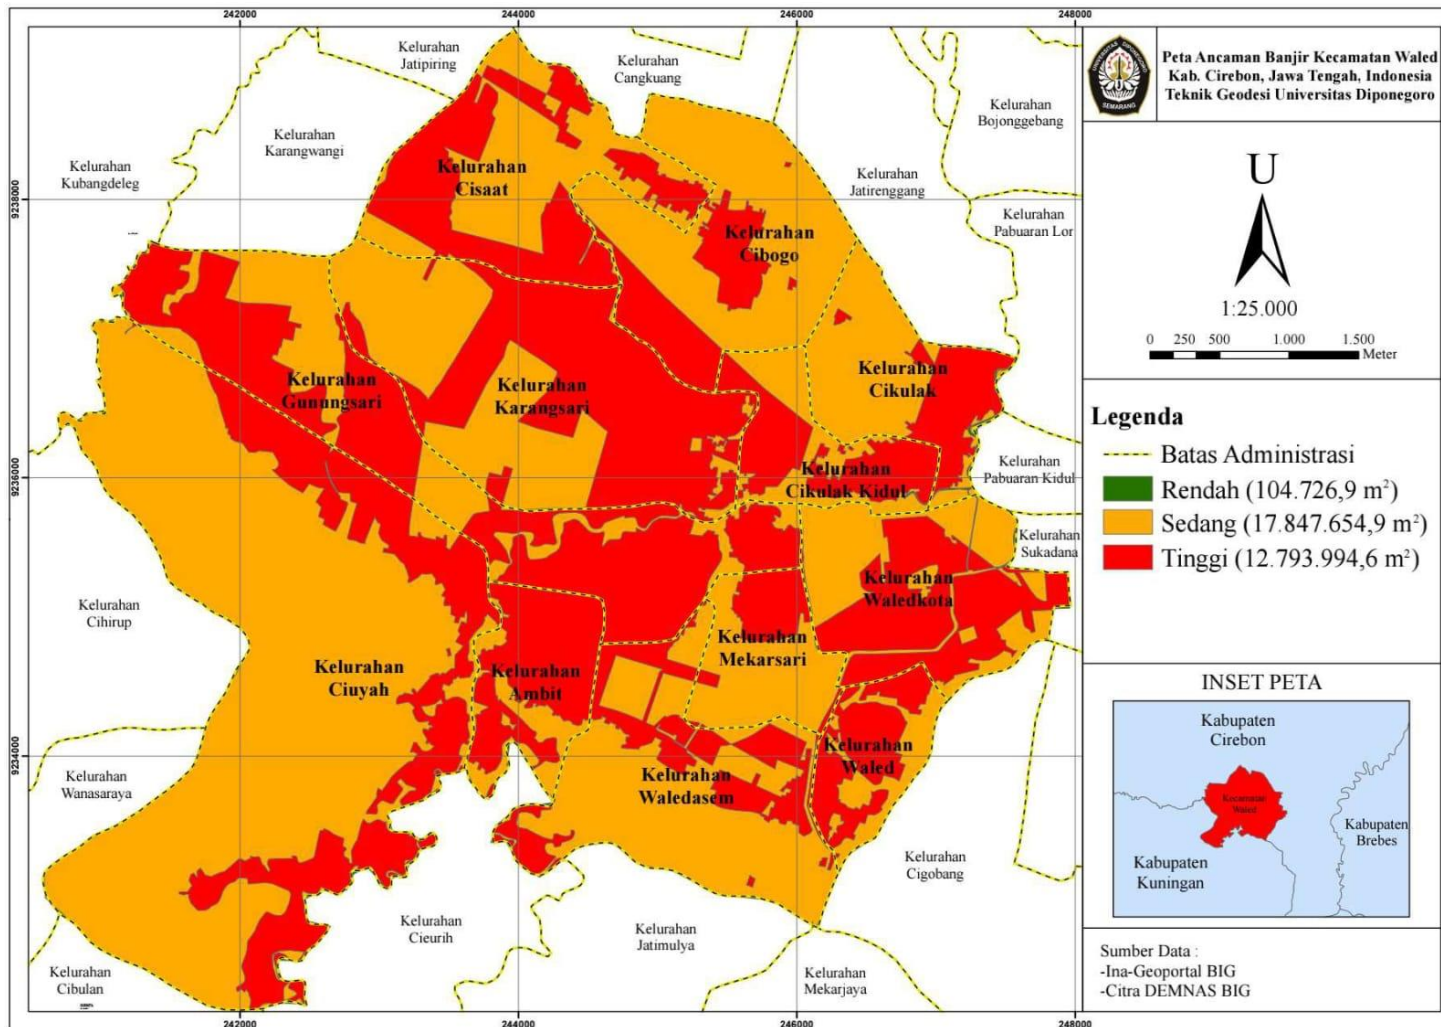 242000
244000
246000
248000
Kelurahan
Jatipiring
Kelurahan
Cangkuang
Kelurahan
Karangwangi
Kelurahan
Kubangdeleg
Kelurahan
Bojonggebang
Kelurahan
Jatirenggang
Kelurahan
Pabuaran Lor
Kelurahan
Cisaat
Kelurahan
Cibogo
Kelurahan
Cikulak
Kelurahan
Gunungsari
Kelurahan
Karangsari
Kelurahan
Cikulak Kidul
Kelurahan
Pabuaran Kidul
Kelurahan
Sukadana
Kelurahan
Waledkota
Kelurahan
Cihirup
Kelurahan
Mekarsari
Kelurahan
Ciuyah
Kelurahan
Ambit
Kelurahan
Waled
Kelurahan
Waledasem
Kelurahan
Wanasaraya
Kelurahan
Cigobang
Kelurahan
Cieurih
Kelurahan
Jatimulya
Kelurahan
Cibulan
Kelurahan
Mekarjaya
9238000
9236000
9234000
242000
244000
246000
248000
UNIVERSITAS DIPONEGORO
SEMARANG
Peta Ancaman Banjir Kecamatan Waled
Kab. Cirebon, Jawa Tengah, Indonesia
Teknik Geodesi Universitas Diponegoro
U
1:25.000
0 250 500 1.000 1.500
Meter
Legenda
Batas Administrasi
Rendah (104.726,9 m²)
Sedang (17.847.654,9 m²)
Tinggi (12.793.994,6 m²)
INSET PETA
Kabupaten
Cirebon
Kecamatan
Waled
Kabupaten
Brebes
Kabupaten
Kuningan
Sumber Data :
-Ina-Geoportal BIG
-Citra DEMNAS BIG